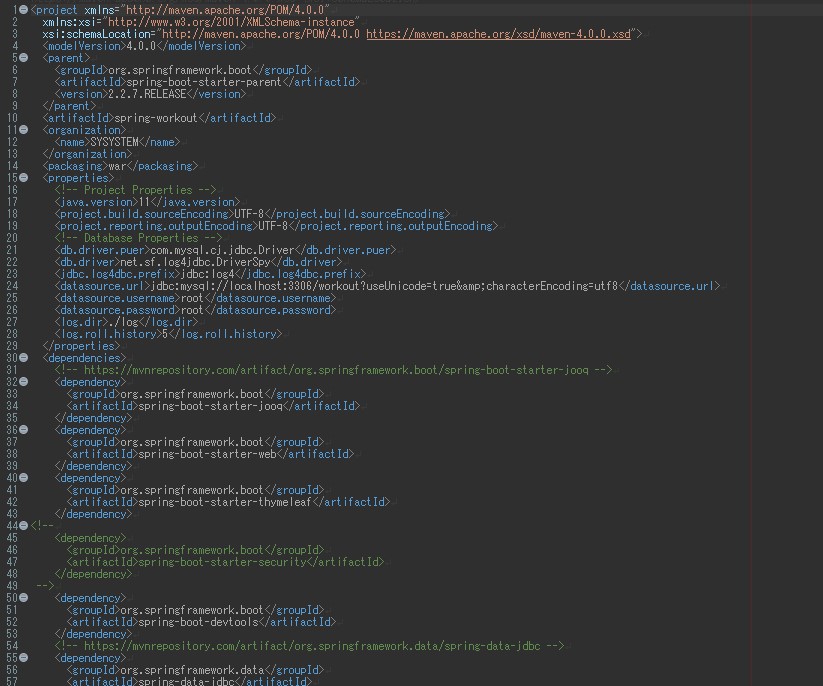 1 <project xmlns="http://maven.apache.org/POM/4.0.0"
2 xmlns:xsi="http://www.w3.org/2001/XMLSchema-instance"
3 xsi:schemaLocation="http://maven.apache.org/POM/4.0.0 https://maven.apache.org/xsd/maven-4.0.0.xsd">
4 <modelVersion>4.0.0</modelVersion>
5 <parent>
6 <groupId>org.springframework.boot</groupId>
7 <artifactId>spring-boot-starter-parent</artifactId>
8 <version>2.2.7.RELEASE</version>
9 </parent>
10 <artifactId>spring-workout</artifactId>
11 <organization>
12 <name>SYSYSTEM</name>
13 </organization>
14 <packaging>war</packaging>
15 <properties>
16 <!-- Project Properties -->
17 <java.version>11</java.version>
18 <project.build.sourceEncoding>UTF-8</project.build.sourceEncoding>
19 <project.reporting.outputEncoding>UTF-8</project.reporting.outputEncoding>
20 <!-- Database Properties -->
21 <db.driver.puer>com.mysql.cj.jdbc.Driver</db.driver.puer>
22 <db.driver>net.sf.log4jdbc.DriverSpy</db.driver>
23 <jdbc.log4dbc.prefix>jdbc:log4</jdbc.log4dbc.prefix>
24 <datasource.url>jdbc:mysql://localhost:3306/workout?useUnicode=true&amp;characterEncoding=utf8</datasource.url>
25 <datasource.username>root</datasource.username>
26 <datasource.password>root</datasource.password>
27 <log.dir>./log</log.dir>
28 <log.roll.history>5</log.roll.history>
29 </properties>
30 <dependencies>
31 <!-- https://mvnrepository.com/artifact/org.springframework.boot/spring-boot-starter-jooq -->
32 <dependency>
33 <groupId>org.springframework.boot</groupId>
34 <artifactId>spring-boot-starter-jooq</artifactId>
35 </dependency>
36 <dependency>
37 <groupId>org.springframework.boot</groupId>
38 <artifactId>spring-boot-starter-web</artifactId>
39 </dependency>
40 <dependency>
41 <groupId>org.springframework.boot</groupId>
42 <artifactId>spring-boot-starter-thymeleaf</artifactId>
43 </dependency>
44 <!--
45 <dependency>
46 <groupId>org.springframework.boot</groupId>
47 <artifactId>spring-boot-starter-security</artifactId>
48 </dependency>
49 -->
50 <dependency>
51 <groupId>org.springframework.boot</groupId>
52 <artifactId>spring-boot-devtools</artifactId>
53 </dependency>
54 <!-- https://mvnrepository.com/artifact/org.springframework.data/spring-data-jdbc -->
55 <dependency>
56 <groupId>org.springframework.data</groupId>
57 <artifactId>spring-data-jdbc</artifactId>